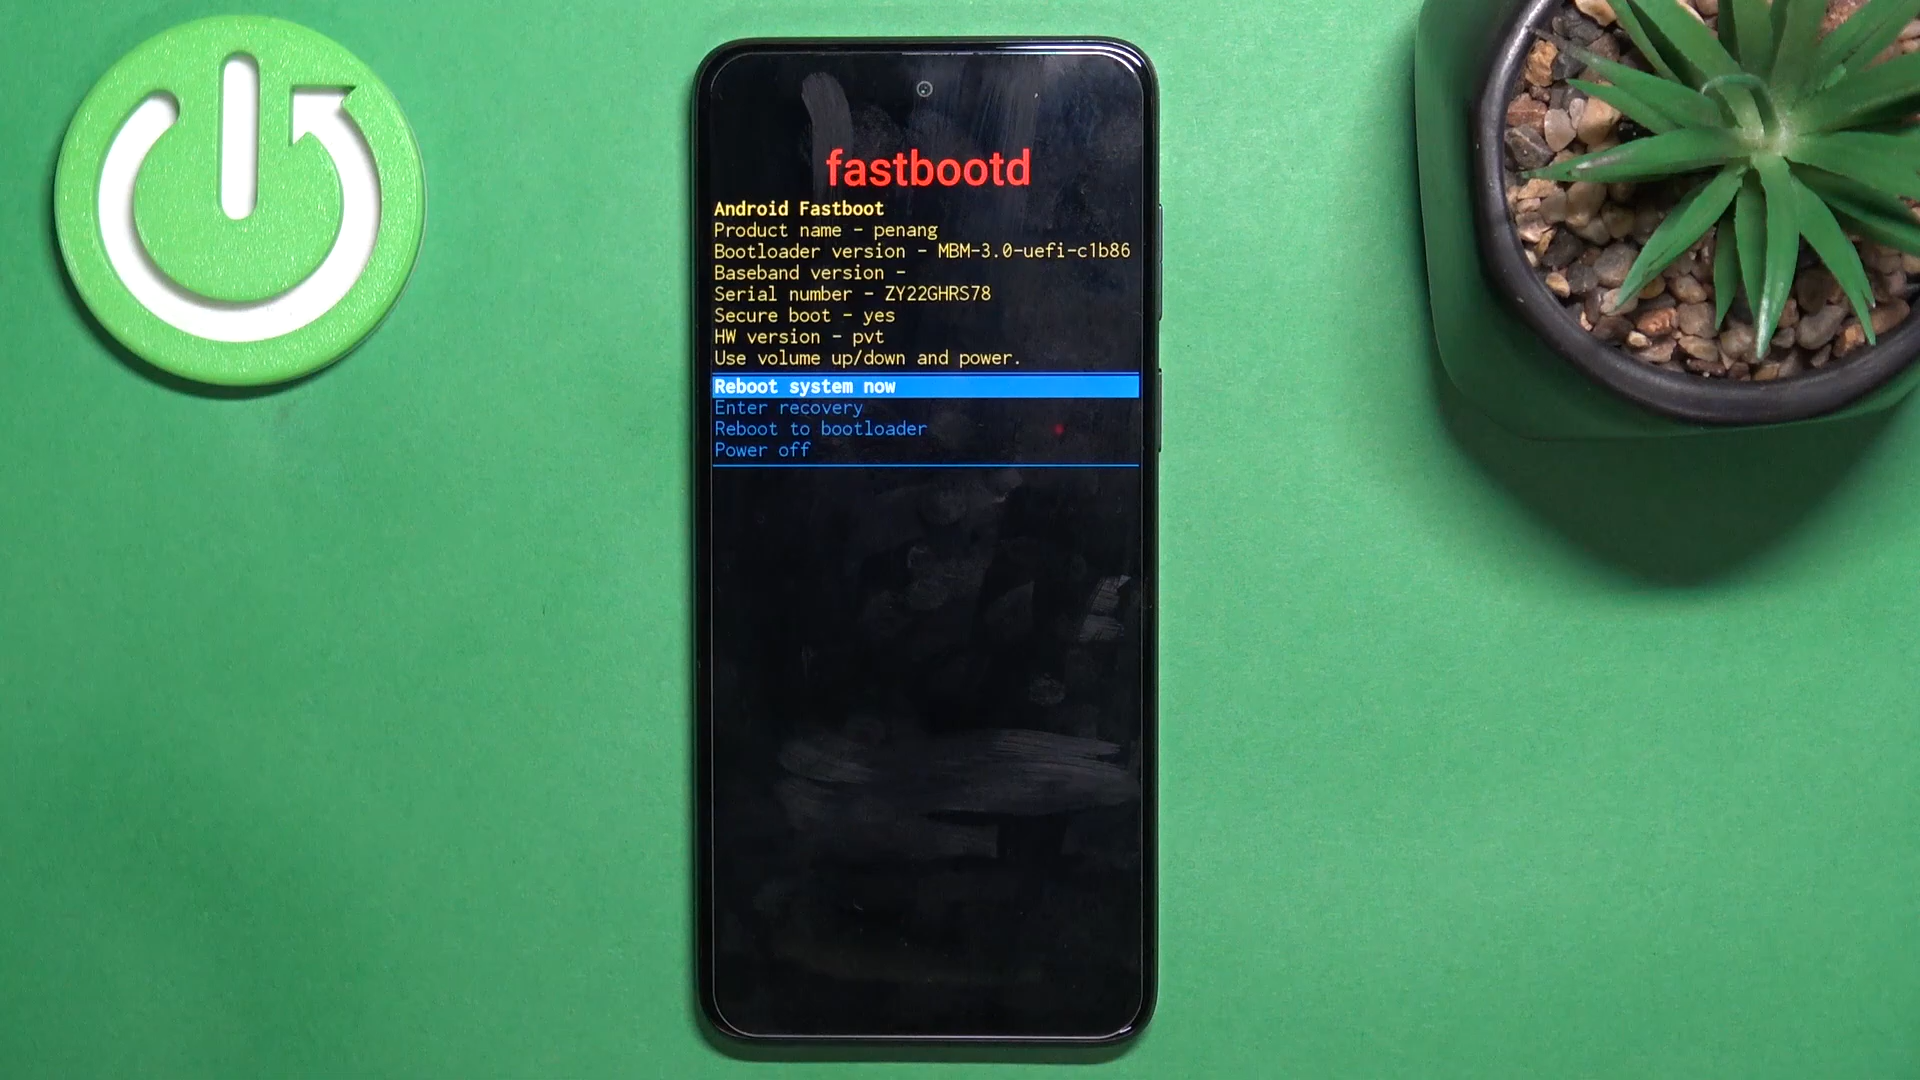 fastbootd
Android Fastboot
Product name - penang
Bootloader version - MBM-3.0-uefi-c1b86
Baseband version -
Serial number - ZY22GHRS78
Secure boot - yes
HW version - pvt
Use volume up/down and power.
Reboot system now
Enter recovery
Reboot to bootloader
Power off